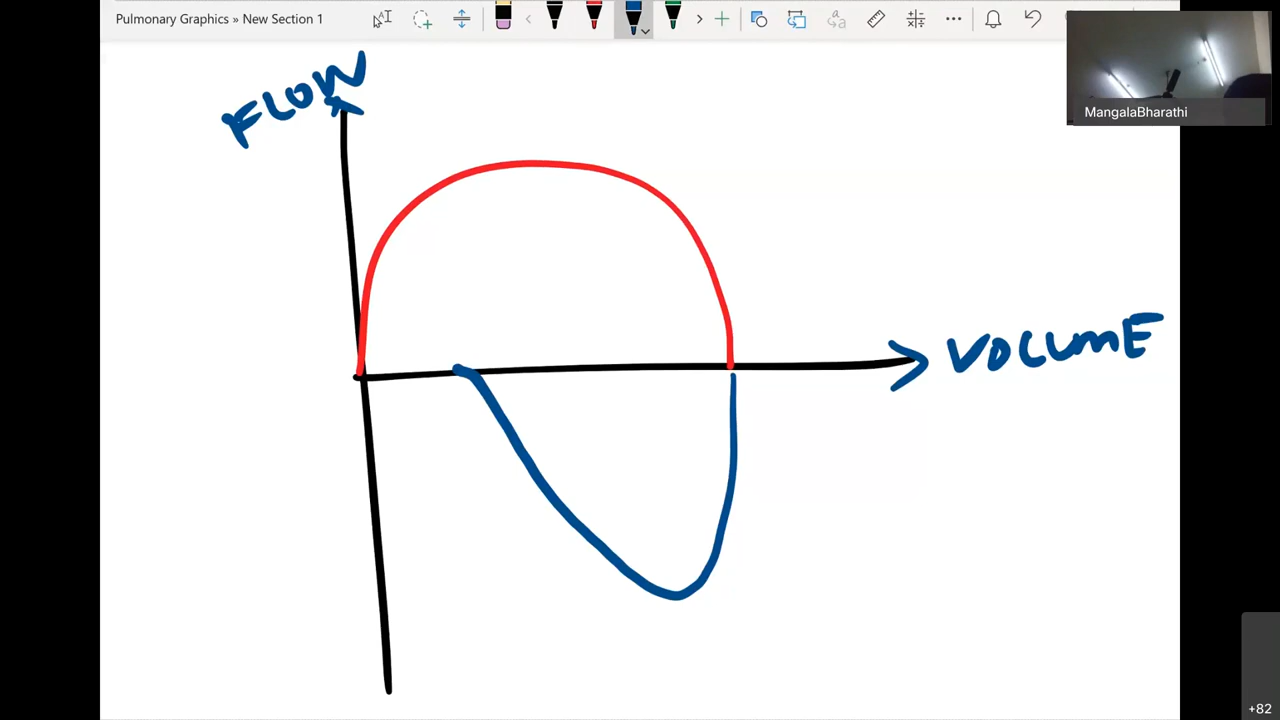 Pulmonary Graphics » New Section 1
MangalaBharathi
FLOW
VOLUME
+82